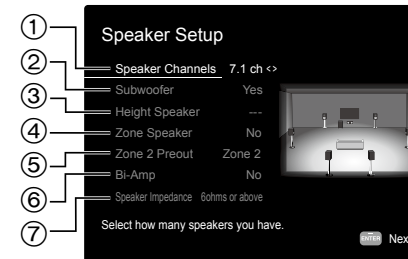 Speaker Setup
① Speaker Channels 7.1 ch <>
② Subwoofer Yes
③ Height Speaker ---
④ Zone Speaker No
⑤ Zone 2 Preout Zone 2
⑥ Bi-Amp No
⑦ Speaker Impedance 6ohms or above
Select how many speakers you have.
ENTER Nex